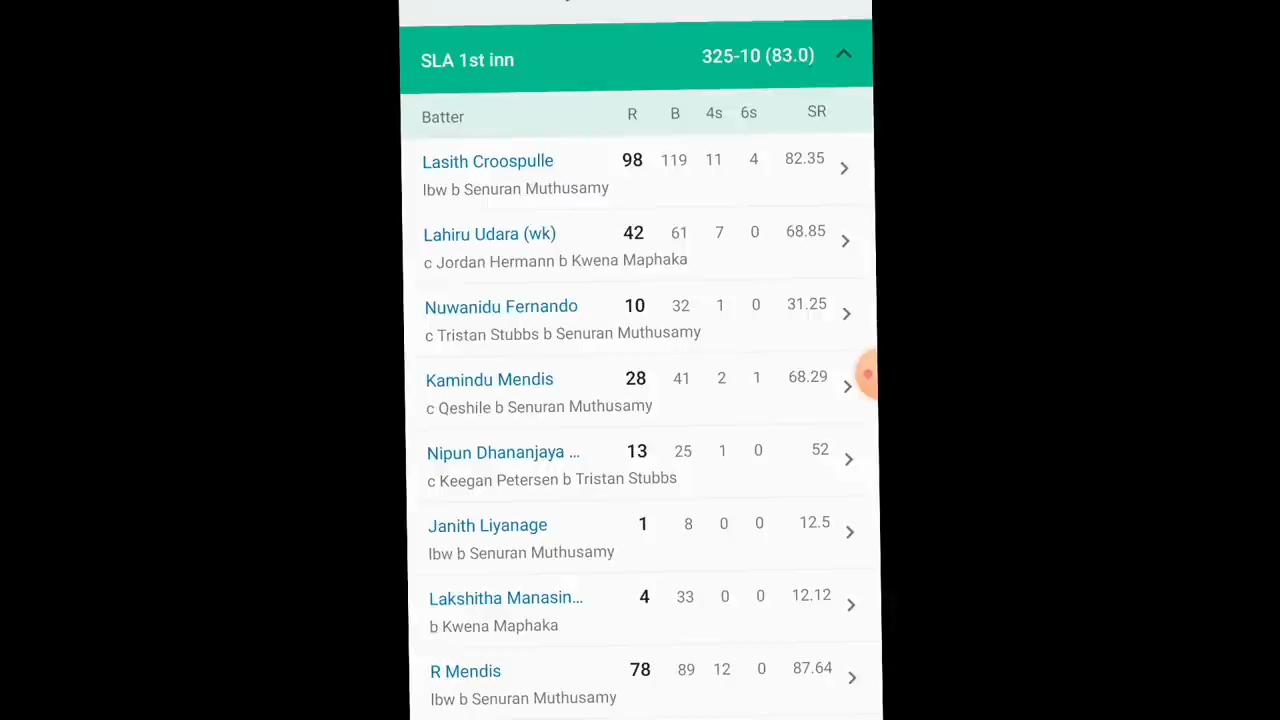 SLA 1st inn 325-10 (83.0)
Batter R B 4s 6s SR
Lasith Croospulle 98 119 11 4 82.35
lbw b Senuran Muthusamy
Lahiru Udara (wk) 42 61 7 0 68.85
c Jordan Hermann b Kwena Maphaka
Nuwanidu Fernando 10 32 1 0 31.25
c Tristan Stubbs b Senuran Muthusamy
Kamindu Mendis 28 41 2 1 68.29
c Qeshile b Senuran Muthusamy
Nipun Dhananjaya ... 13 25 1 0 52
c Keegan Petersen b Tristan Stubbs
Janith Liyanage 1 8 0 0 12.5
lbw b Senuran Muthusamy
Lakshitha Manasin... 4 33 0 0 12.12
b Kwena Maphaka
R Mendis 78 89 12 0 87.64
lbw b Senuran Muthusamy